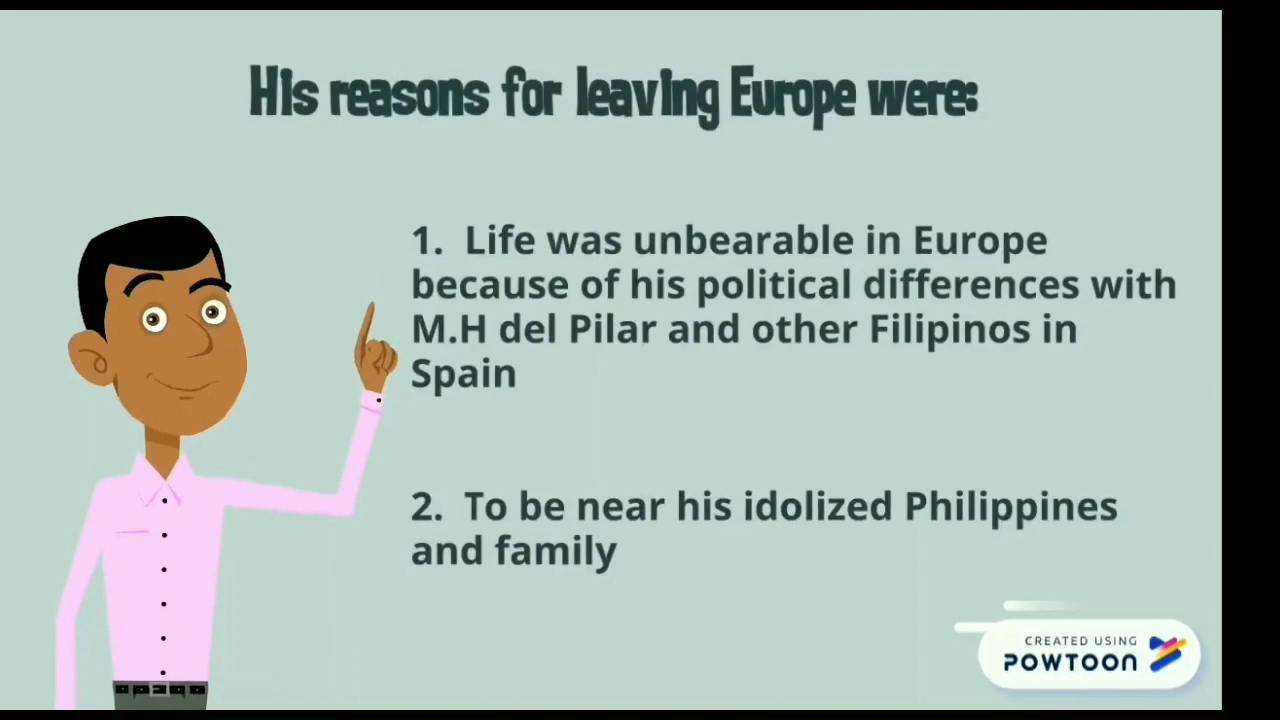 His reasons for leaving Europe were:
1. Life was unbearable in Europe
because of his political differences with
M.H del Pilar and other Filipinos in
Spain
2. To be near his idolized Philippines
and family
CREATED USING
POWTOON